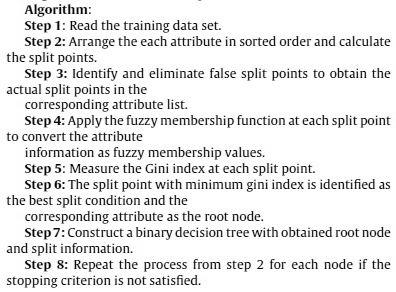 Algorithm:
Step 1: Read the training data set.
Step 2: Arrange the each attribute in sorted order and calculate
the split points.
Step 3: Identify and eliminate false split points to obtain the
actual split points in the
corresponding attribute list.
Step 4: Apply the fuzzy membership function at each split point
to convert the attribute
information as fuzzy membership values.
Step 5: Measure the Gini index at each split point.
Step 6: The split point with minimum gini index is identified as
the best split condition and the
corresponding attribute as the root node.
Step 7: Construct a binary decision tree with obtained root node
and split information.
Step 8: Repeat the process from step 2 for each node if the
stopping criterion is not satisfied.